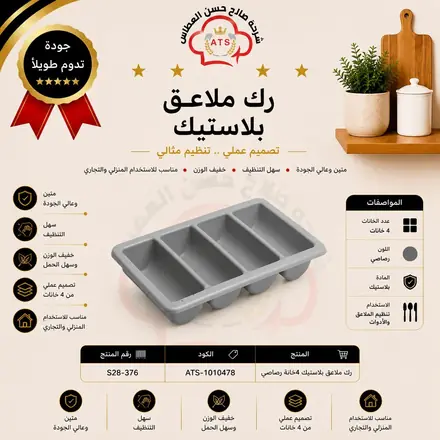 شركة صالح حسن العطاس
ATS
جودة
تدوم طويلاً
رك ملاعق
بلاستيك
تصميم عملي .. تنظيم مثالي
متين وعالي الجودة • سهل التنظيف • خفيف الوزن • مناسب للاستخدام المنزلي والتجاري
متين
وعالي الجودة
سهل
التنظيف
خفيف الوزن
وسهل الحمل
تصميم عملي
من 4 خانات
مناسب للاستخدام
المنزلي والتجاري
المواصفات
عدد الخانات
4 خانات
اللون
رصاصي
المادة
بلاستيك
الاستخدام
تنظيم الملاعق
والأدوات
المنتج
الكود
رقم المنتج
رك ملاعق بلاستيك 4خانة رصاصي
ATS-1010478
S28-376
مناسب للاستخدام
المنزلي والتجاري
تصميم عملي
من 4 خانات
خفيف الوزن
وسهل الحمل
سهل
التنظيف
متين
وعالي الجودة